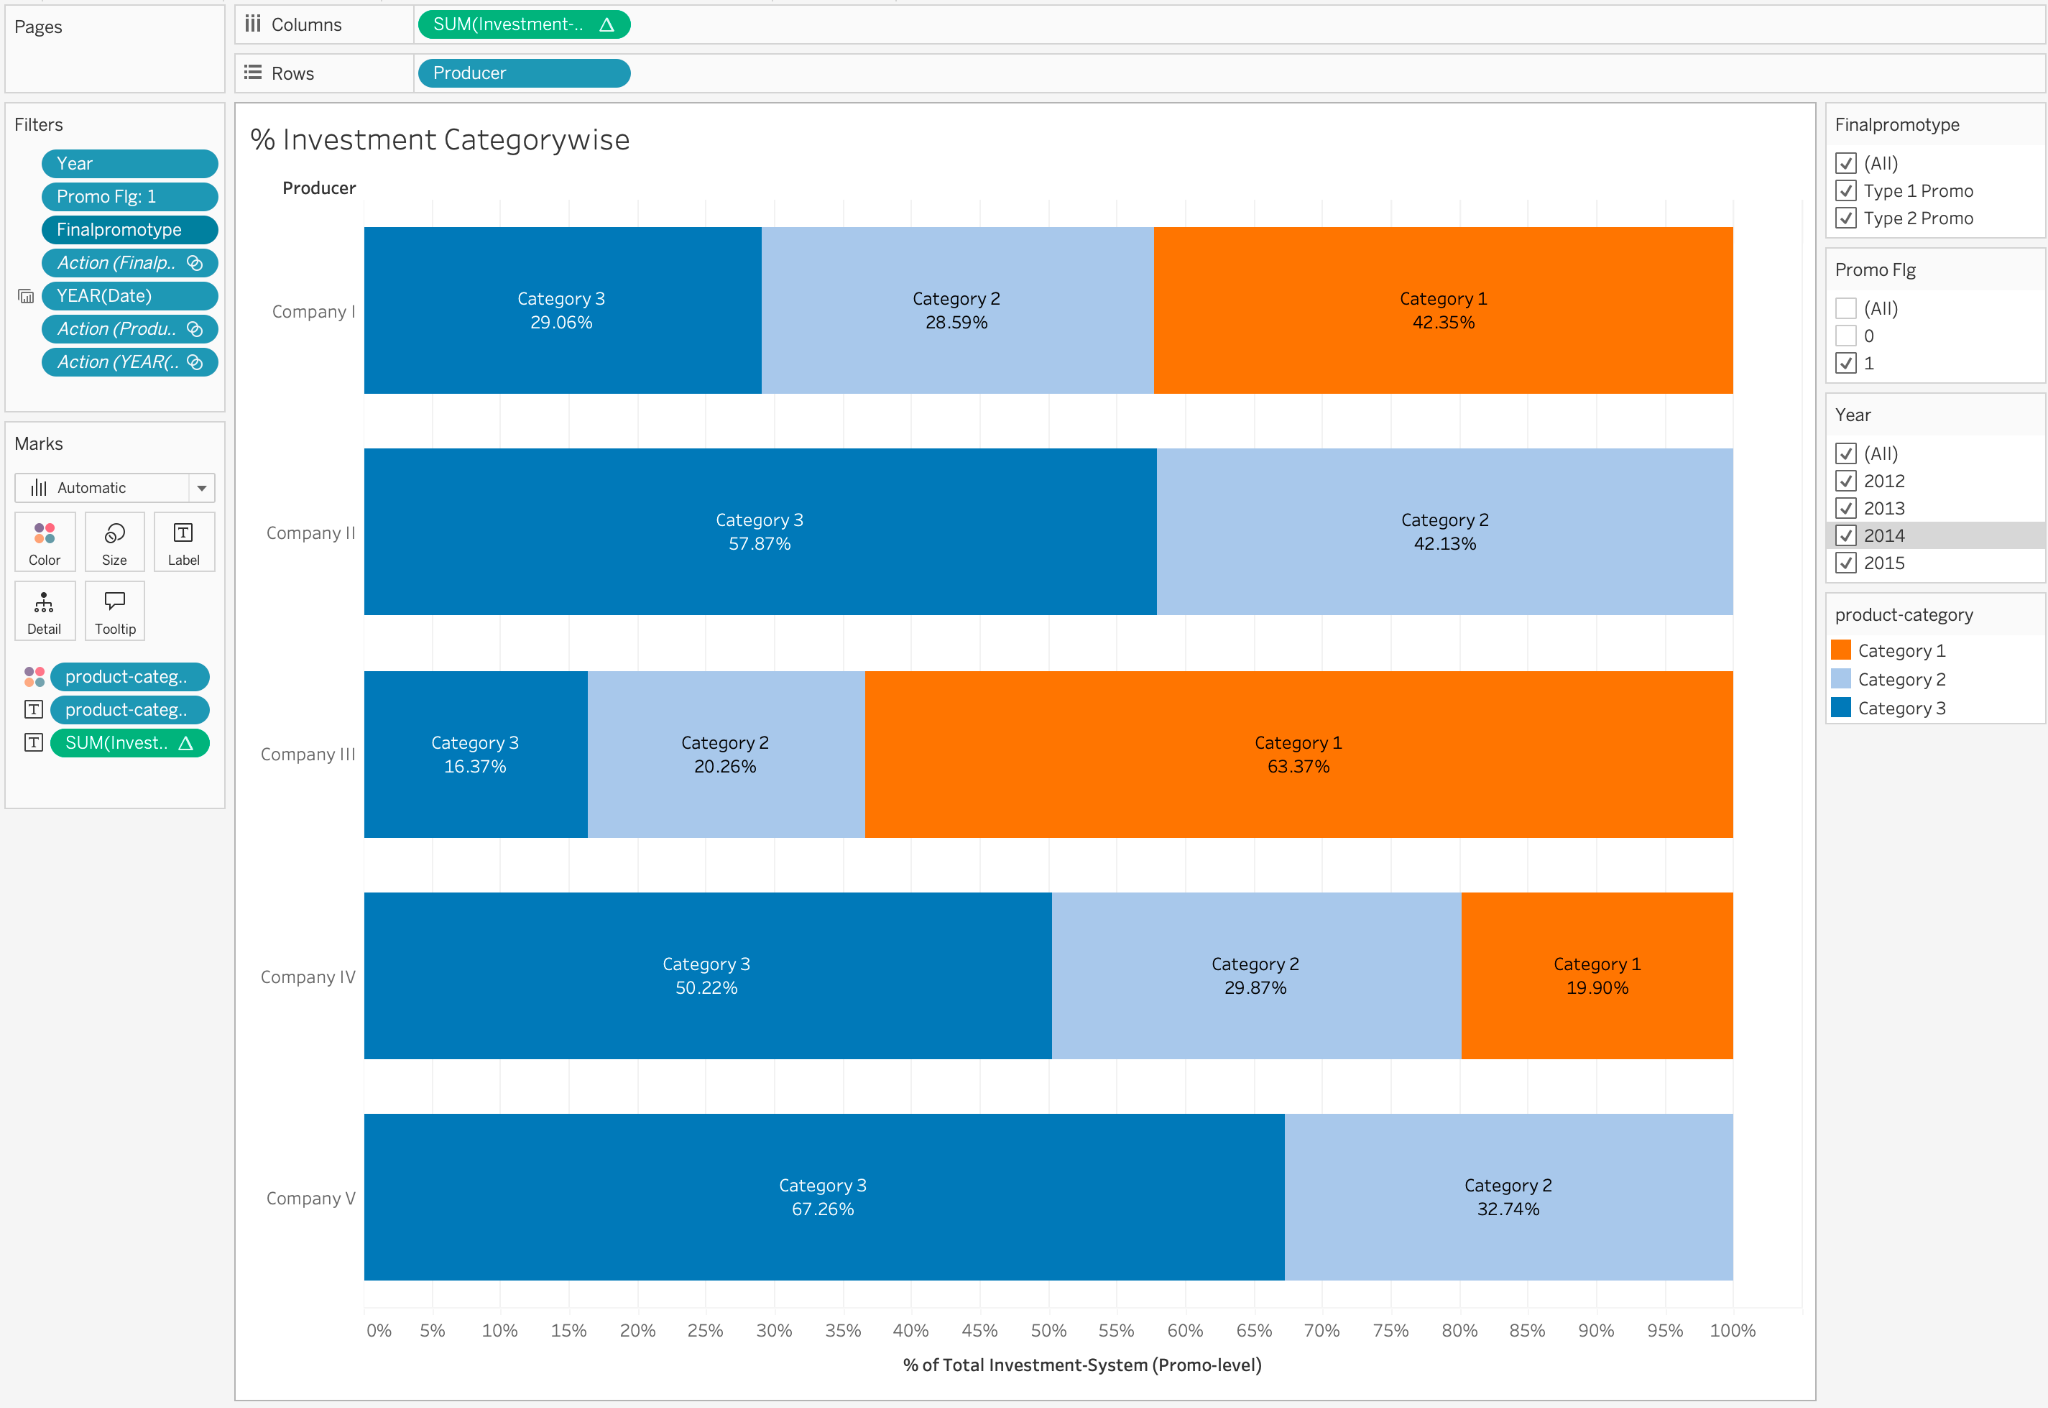 Pages
Columns
SUM(Investment-..
Rows
Producer
Filters
Year
Promo Flg: 1
Finalpromotype
Action (Finalp..
YEAR(Date)
Action (Produ..
Action (YEAR(..
Marks
Automatic
Color
Size
Label
Detail
Tooltip
product-categ..
product-categ..
SUM(Invest..
% Investment Categorywise
Producer
Company I
Category 3
29.06%
Category 2
28.59%
Category 1
42.35%
Company II
Category 3
57.87%
Category 2
42.13%
Company III
Category 3
16.37%
Category 2
20.26%
Category 1
63.37%
Company IV
Category 3
50.22%
Category 2
29.87%
Category 1
19.90%
Company V
Category 3
67.26%
Category 2
32.74%
0% 5% 10% 15% 20% 25% 30% 35% 40% 45% 50% 55% 60% 65% 70% 75% 80% 85% 90% 95% 100%
% of Total Investment-System (Promo-level)
Finalpromotype
(All)
Type 1 Promo
Type 2 Promo
Promo Flg
(All)
0
1
Year
(All)
2012
2013
2014
2015
product-category
Category 1
Category 2
Category 3